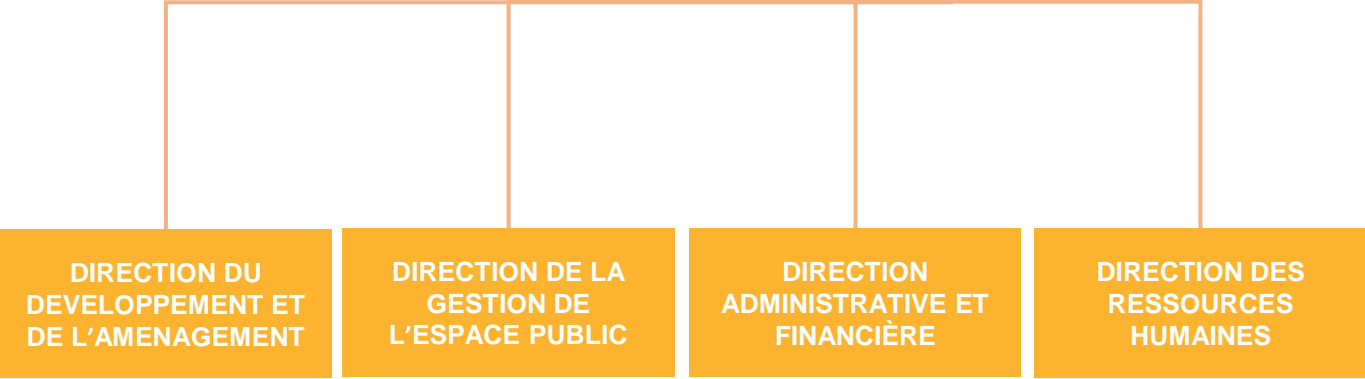 DIRECTION DU
DEVELOPPEMENT ET
DE L’AMENAGEMENT
DIRECTION DE LA
GESTION DE
L’ESPACE PUBLIC
DIRECTION
ADMINISTRATIVE ET
FINANCIÈRE
DIRECTION DES
RESSOURCES
HUMAINES